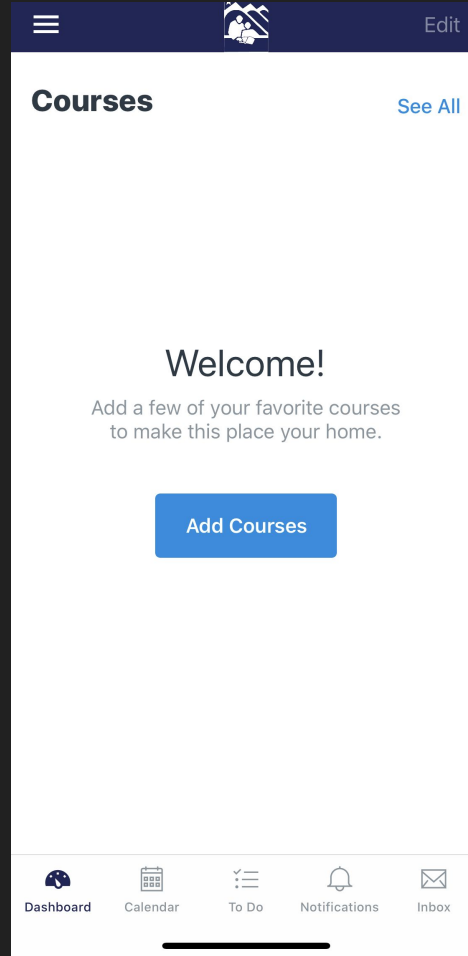 Edit
Courses
See All
Welcome!
Add a few of your favorite courses
to make this place your home.
Add Courses
Dashboard
Calendar
To Do
Notifications
Inbox